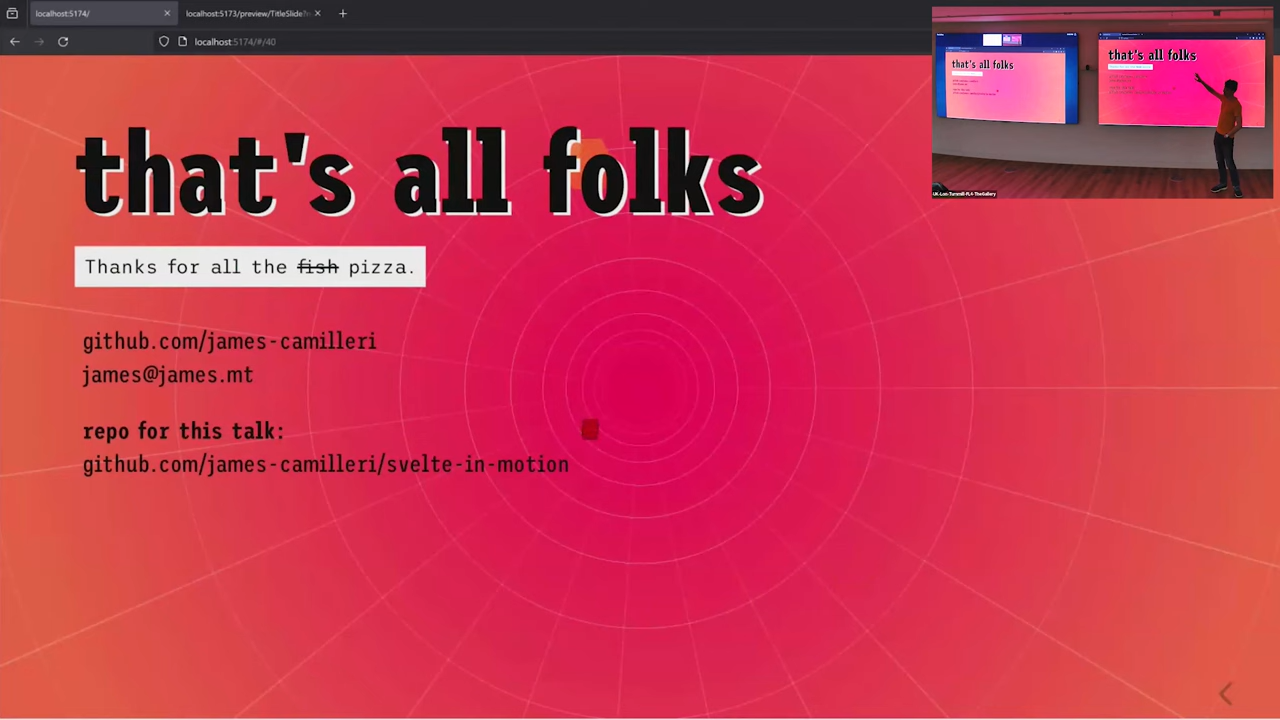 localhost:5174/
localhost:5173/preview/TitleSlide
localhost:5174/#/40
that's all folks
Thanks for all the fish pizza.
github.com/james-camilleri
james@james.mt
repo for this talk:
github.com/james-camilleri/svelte-in-motion
that's all folks
that's all folks